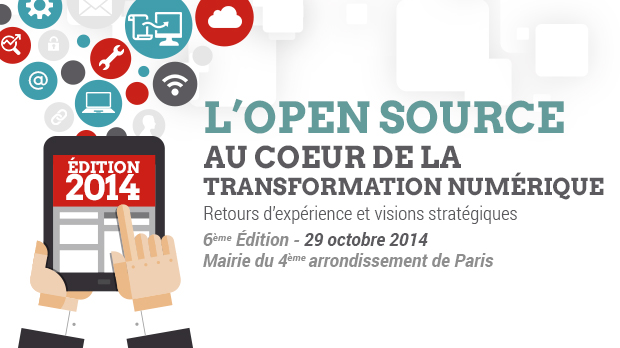 ÉDITION
2014
L'OPEN SOURCE
AU COEUR DE LA
TRANSFORMATION NUMÉRIQUE
Retours d'expérience et visions stratégiques
6ème Édition - 29 octobre 2014
Mairie du 4ème arrondissement de Paris